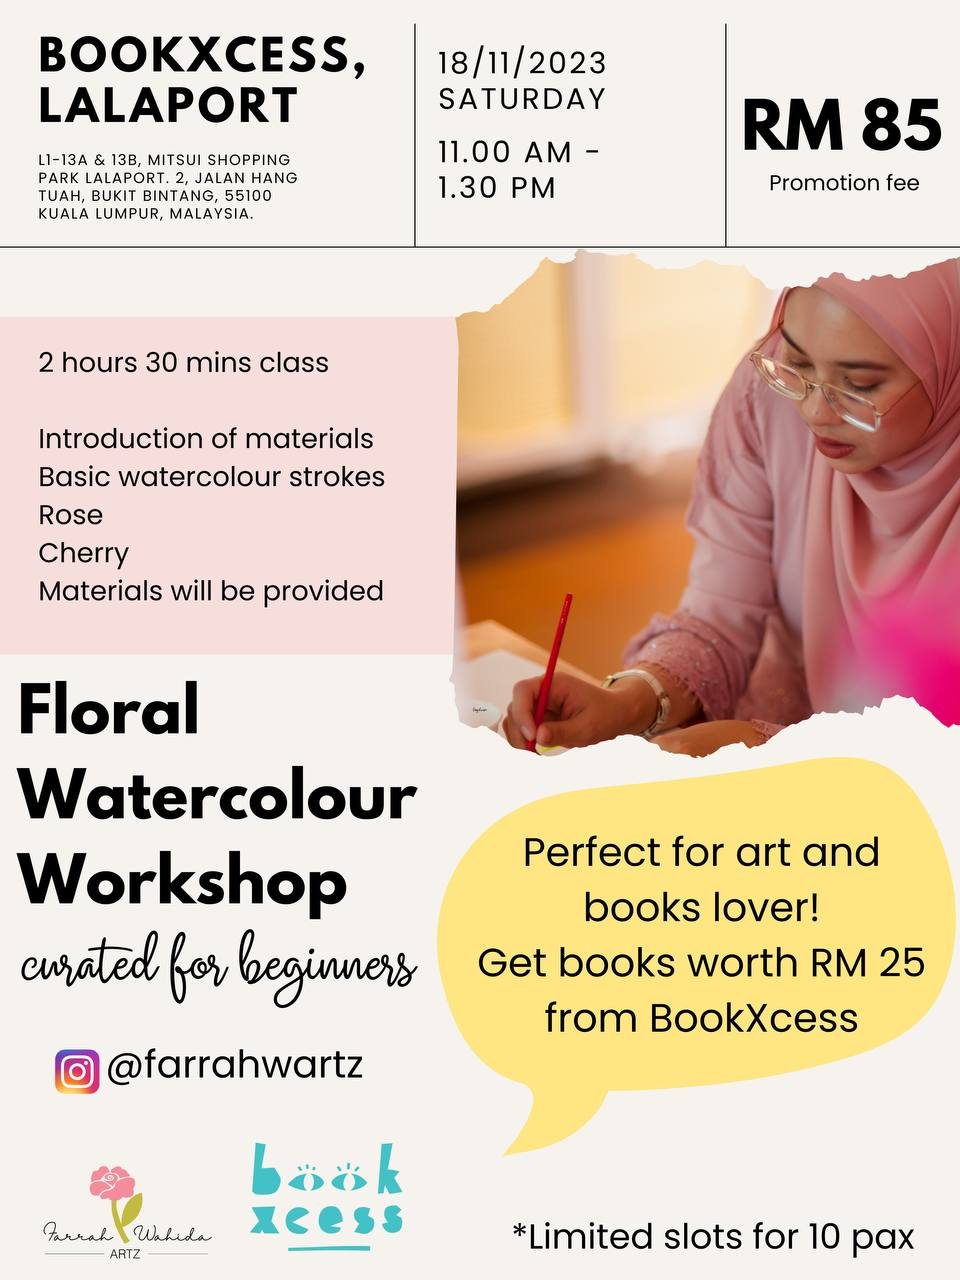 BOOKXCESS,
LALAPORT
L1-13A & 13B, MITSUI SHOPPING
PARK LALAPORT. 2, JALAN HANG
TUAH, BUKIT BINTANG, 55100
KUALA LUMPUR, MALAYSIA.
18/11/2023
SATURDAY
11.00 AM -
1.30 PM
RM 85
Promotion fee
2 hours 30 mins class
Introduction of materials
Basic watercolour strokes
Rose
Cherry
Materials will be provided
Floral
Watercolour
Workshop
curated for beginners
@farrahwartz
Perfect for art and
books lover!
Get books worth RM 25
from BookXcess
Farrah Wahida
ARTZ
book
xcess
*Limited slots for 10 pax